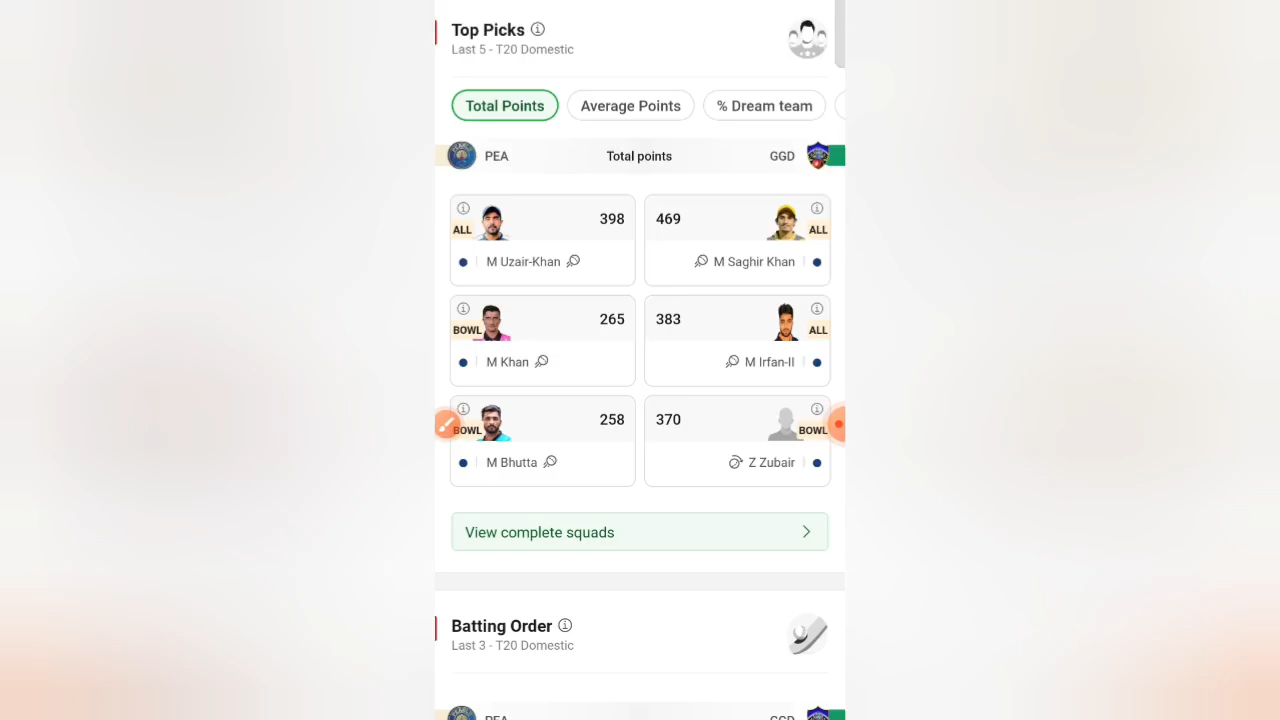 Top Picks
Last 5 - T20 Domestic
Total Points
Average Points
% Dream team
PEA
Total points
GGD
ALL
398
M Uzair-Khan
469
ALL
M Saghir Khan
BOWL
265
M Khan
383
ALL
M Irfan-II
BOWL
258
M Bhutta
370
BOWL
Z Zubair
View complete squads
Batting Order
Last 3 - T20 Domestic
PEA
GGD